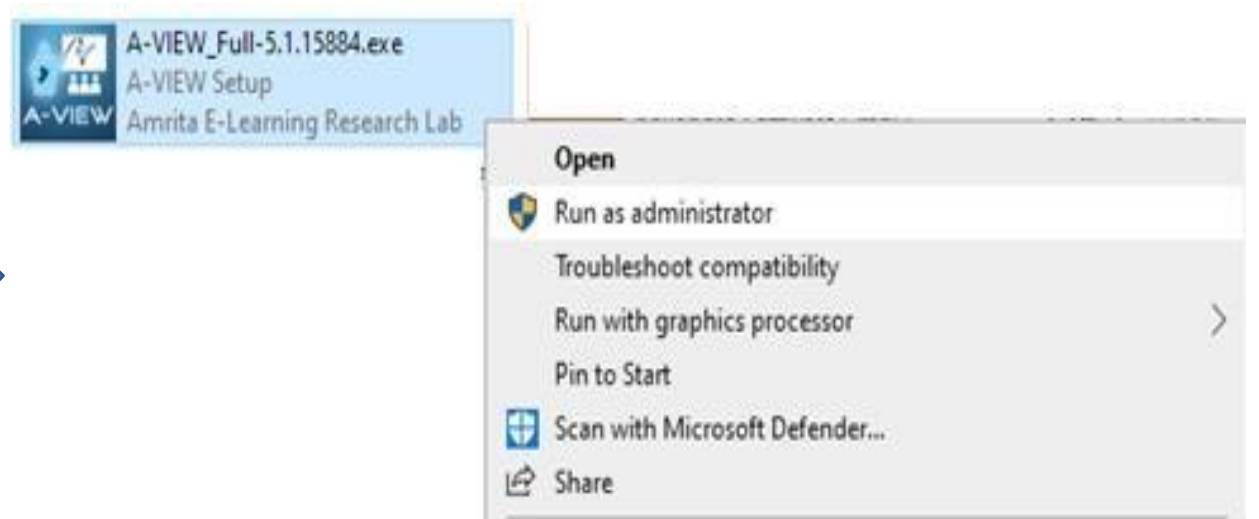 A-VIEW_Full-5.1.15884.exe
A-VIEW Setup
A-VIEW
Amrita E-Learning Research Lab
Open
Run as administrator
Troubleshoot compatibility
Run with graphics processor
Pin to Start
Scan with Microsoft Defender...
Share